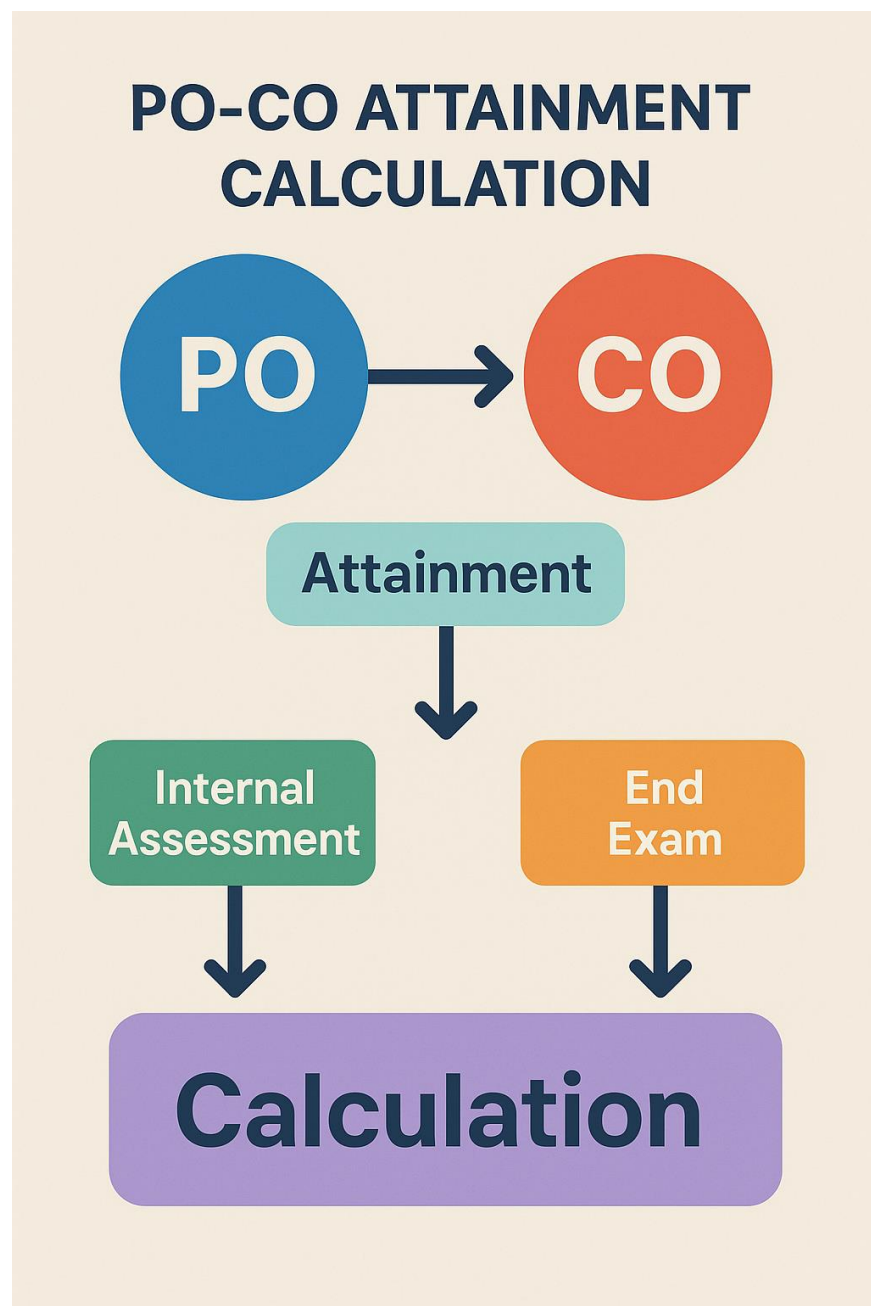 PO-CO ATTAINMENT
CALCULATION
PO
CO
Attainment
Internal
Assessment
End
Exam
Calculation